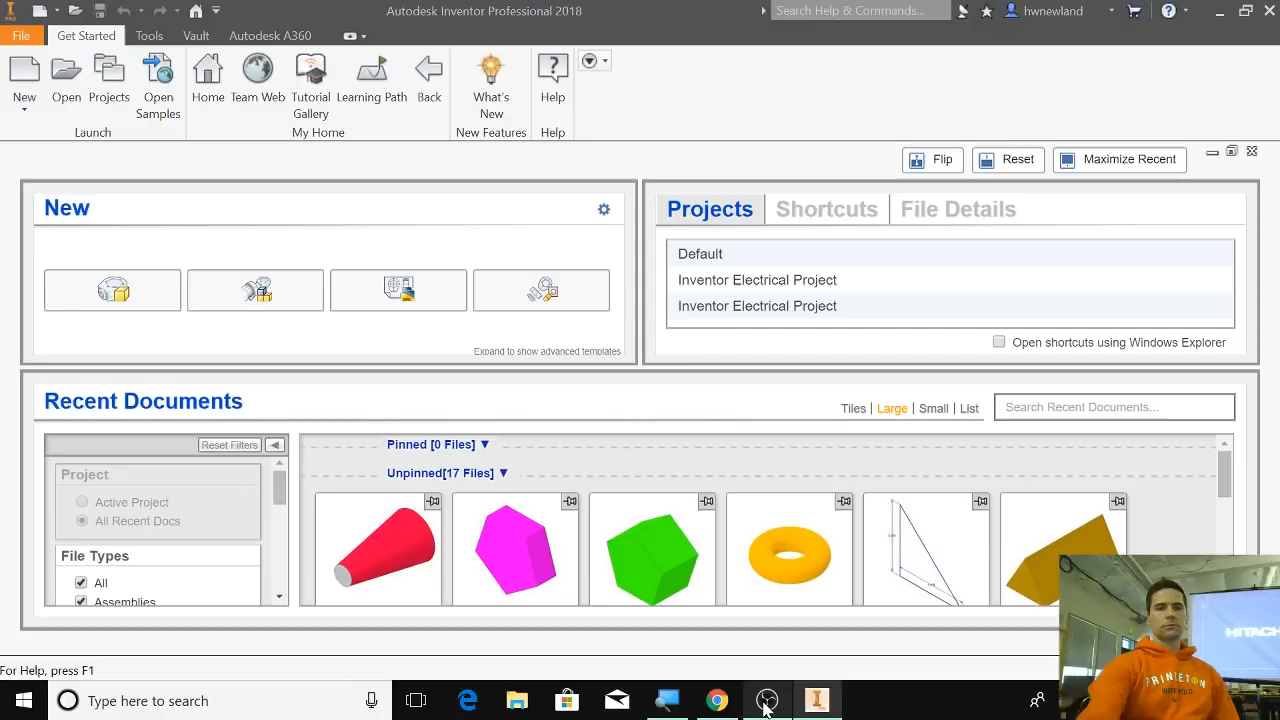 PRO
Autodesk Inventor Professional 2018
Search Help & Commands...
hwnewland
File
Get Started
Tools
Vault
Autodesk A360
New
Open
Projects
Open Samples
Home
Team Web
Tutorial Gallery
Learning Path
Back
What's New
Help
Launch
My Home
New Features
Help
Flip
Reset
Maximize Recent
New
Expand to show advanced templates
Projects
Shortcuts
File Details
Default
Inventor Electrical Project
Inventor Electrical Project
Open shortcuts using Windows Explorer
Recent Documents
Tiles | Large | Small | List
Search Recent Documents...
Reset Filters
Project
Active Project
All Recent Docs
File Types
All
Assemblies
Pinned [0 Files]
Unpinned[17 Files]
For Help, press F1
Type here to search
HITACH
PRINCETON
WATER POLO